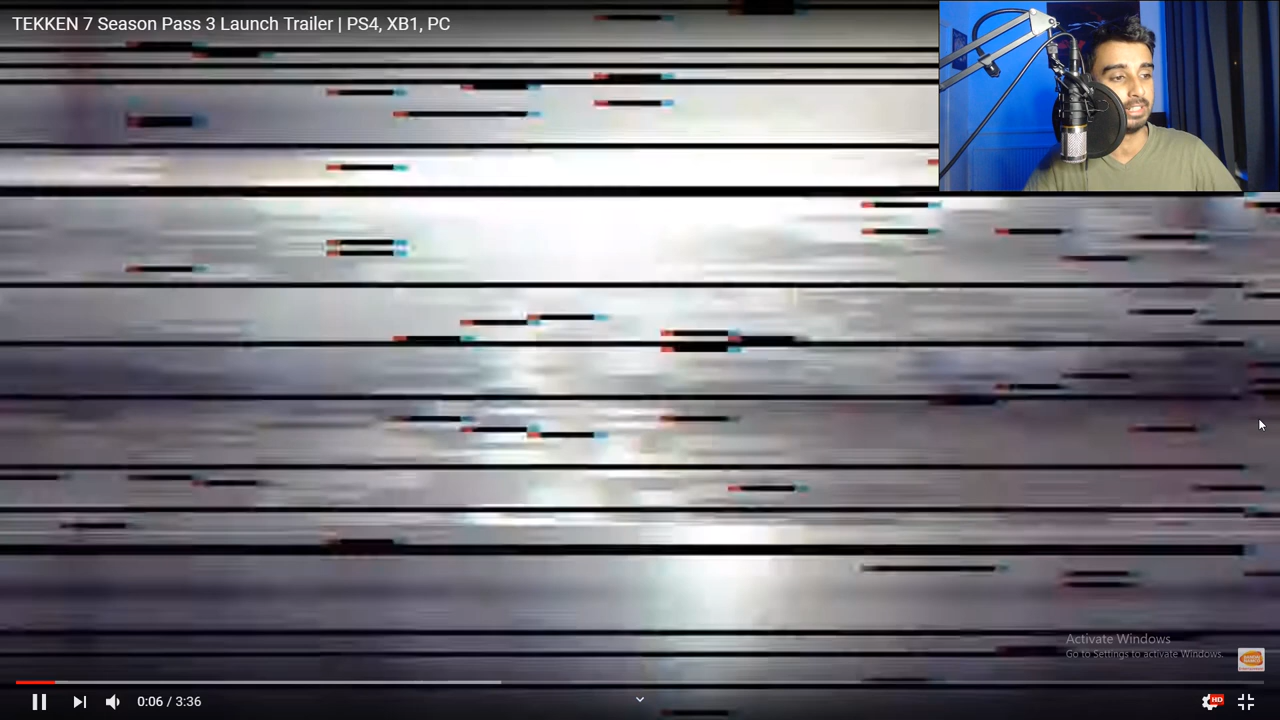 TEKKEN 7 Season Pass 3 Launch Trailer | PS4, XB1, PC
Activate Windows
Go to Settings to activate Windows.
0:06 / 3:36
HD